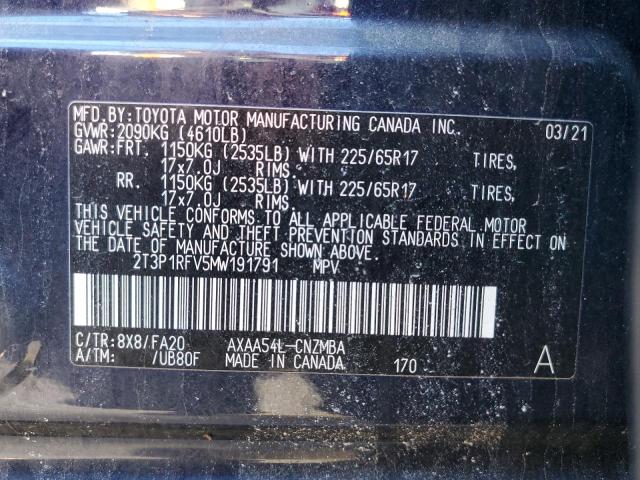 MFD.BY:TOYOTA MOTOR MANUFACTURING CANADA INC. 03/21
GVWR:2090KG (4610LB)
GAWR:FRT. 1150KG (2535LB) WITH 225/65R17 TIRES,
17x7.0J RIMS.
RR. 1150KG (2535LB) WITH 225/65R17 TIRES,
17x7.0J RIMS.
THIS VEHICLE CONFORMS TO ALL APPLICABLE FEDERAL MOTOR
VEHICLE SAFETY AND THEFT PREVENTION STANDARDS IN EFFECT ON
THE DATE OF MANUFACTURE SHOWN ABOVE.
2T3P1RFV5MW191791 MPV
C/TR:8X8/FA20 AXAA54L-CNZMBA
A/TM: /UB80F MADE IN CANADA 170 A